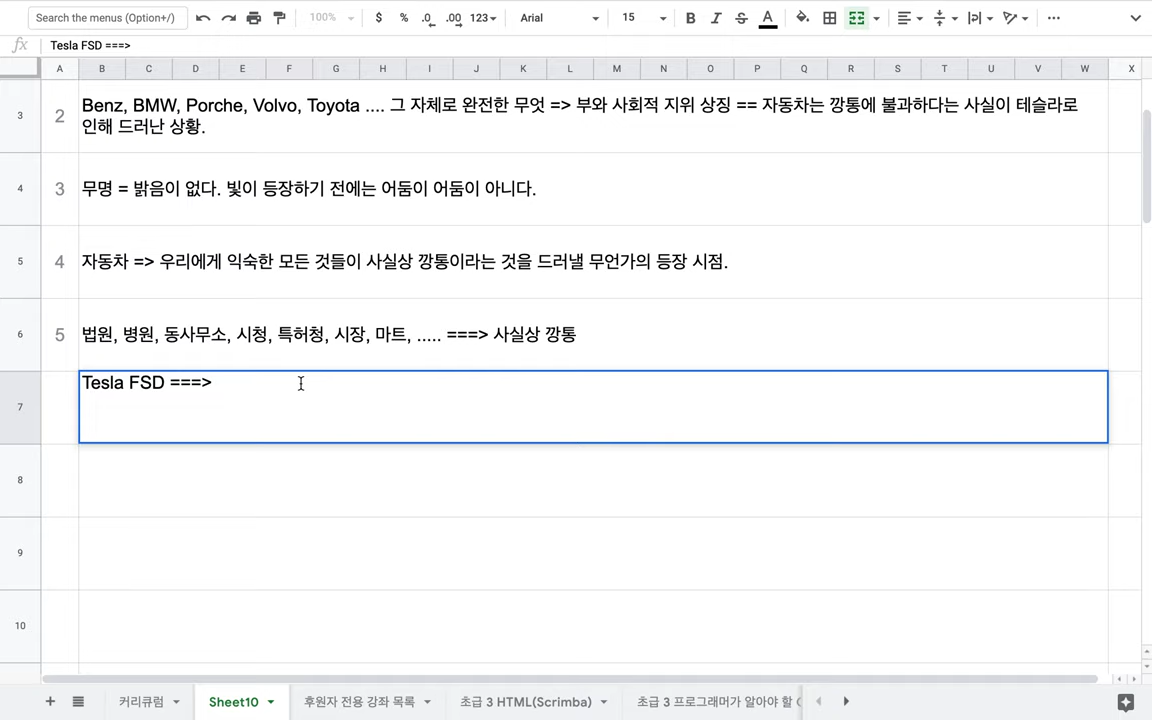 Search the menus (Option+/)
100%
$ % .0 .00 123
Arial
15
B I S A
fx Tesla FSD ===>
A B C D E F G H I J K L M N O P Q R S T U V W X
3 2 Benz, BMW, Porche, Volvo, Toyota .... 그 자체로 완전한 무엇 => 부와 사회적 지위 상징 == 자동차는 깡통에 불과하다는 사실이 테슬라로
인해 드러난 상황.
4 3 무명 = 밝음이 없다. 빛이 등장하기 전에는 어둠이 어둠이 아니다.
5 4 자동차 => 우리에게 익숙한 모든 것들이 사실상 깡통이라는 것을 드러낼 무언가의 등장 시점.
6 5 법원, 병원, 동사무소, 시청, 특허청, 시장, 마트, ..... ===> 사실상 깡통
7 Tesla FSD ===>
8
9
10
커리큘럼 Sheet10 후원자 전용 강좌 목록 초급 3 HTML(Scrimba) 초급 3 프로그래머가 알아야 할